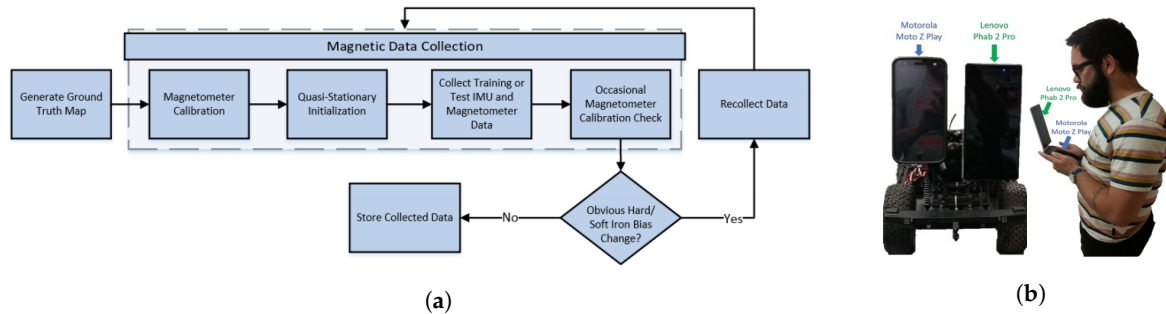 Magnetic Data Collection
Generate Ground
Truth Map
Magnetometer
Calibration
Quasi-Stationary
Initialization
Collect Training or
Test IMU and
Magnetometer
Data
Occasional
Magnetometer
Calibration Check
Recollect Data
Store Collected Data
No
Obvious Hard/
Soft Iron Bias
Change?
Yes
(a)
Motorola
Moto Z Play
Lenovo
Phab 2 Pro
Lenovo
Phab 2 Pro
Motorola
Moto Z Play
(b)